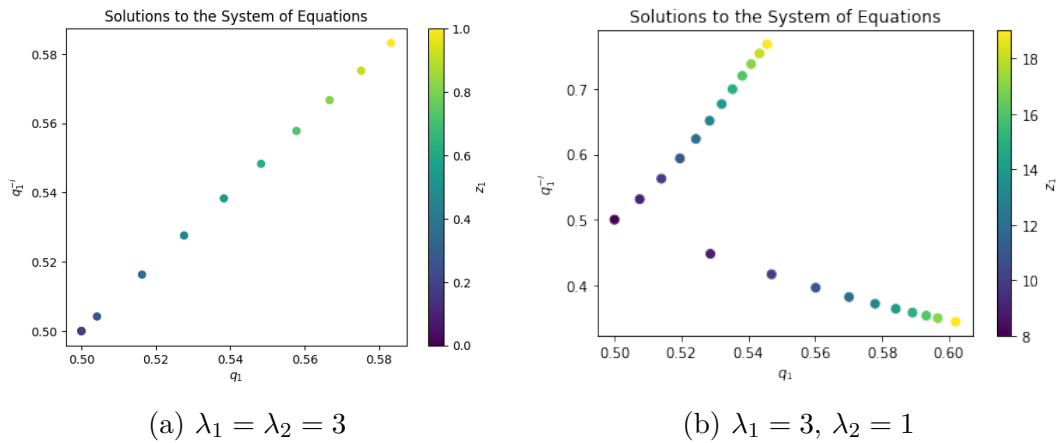 Solutions to the System of Equations
0.58
0.56
0.54
0.52
0.50
q₁⁻ʲ
0.50 0.52 0.54 0.56 0.58
q₁
1.0
0.8
0.6
0.4
0.2
0.0
z₁
(a) λ₁ = λ₂ = 3
Solutions to the System of Equations
0.7
0.6
0.5
0.4
q₁⁻ⁱ
0.50 0.52 0.54 0.56 0.58 0.60
q₁
18
16
14
12
10
8
z₁
(b) λ₁ = 3, λ₂ = 1